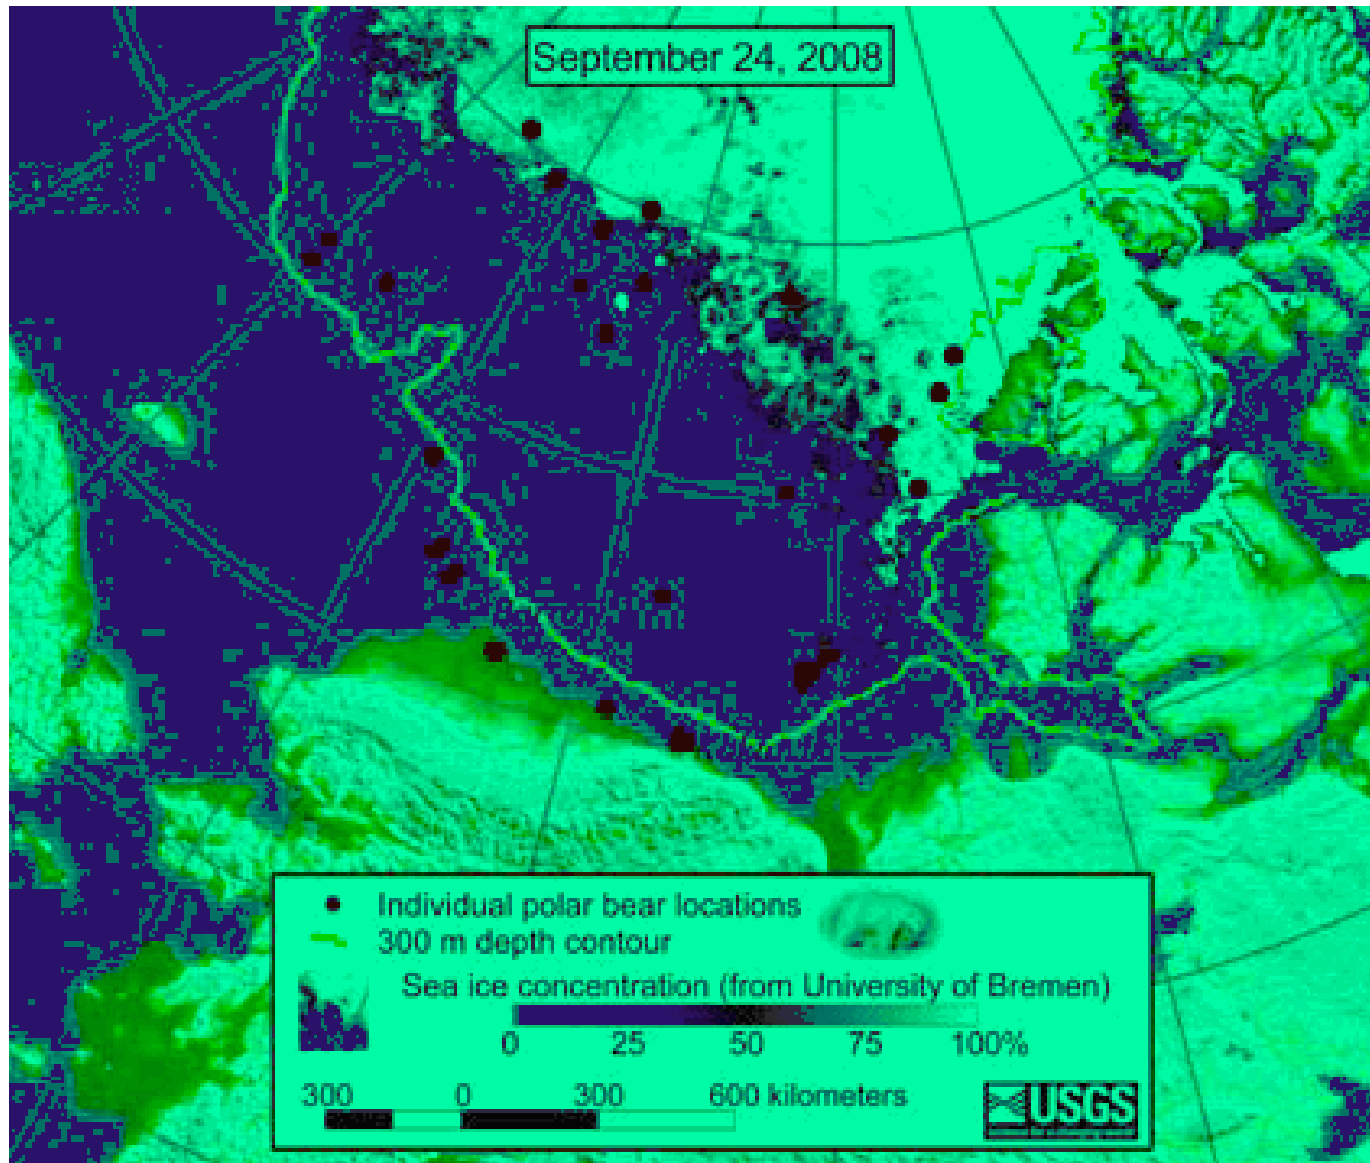 September 24, 2008
Individual polar bear locations
300 m depth contour
Sea ice concentration (from University of Bremen)
0 25 50 75 100%
300 0 300 600 kilometers
USGS